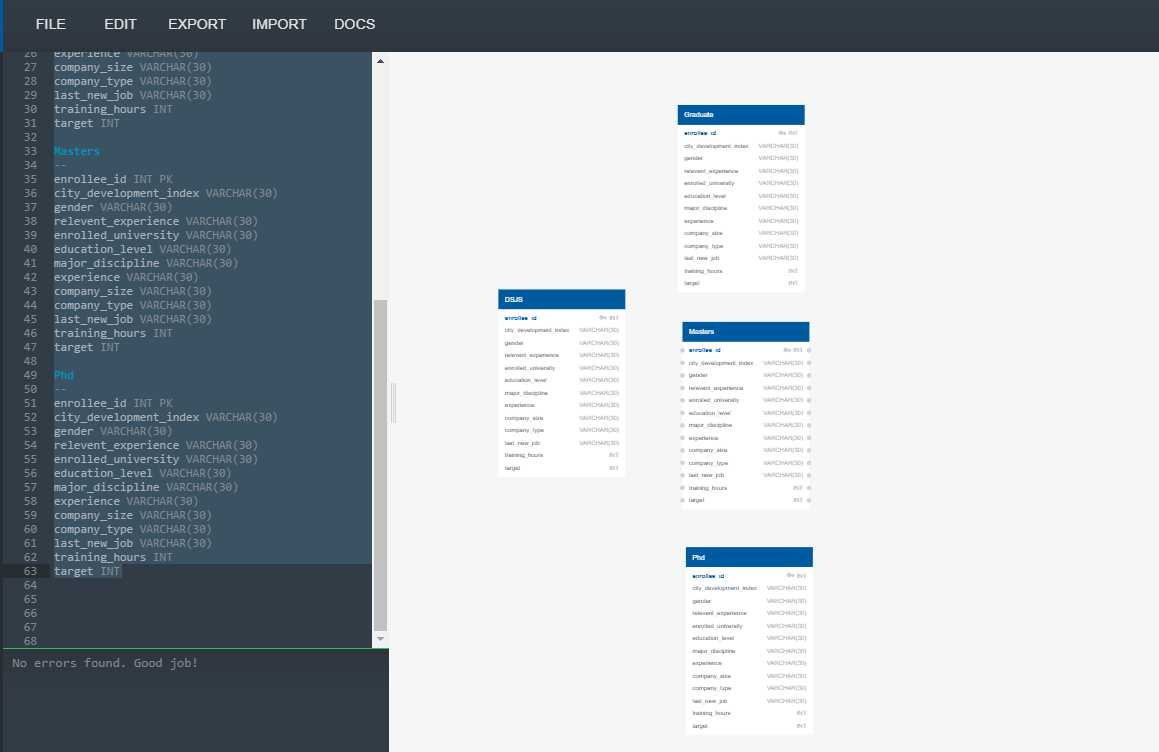 FILE EDIT EXPORT IMPORT DOCS
26 experience VARCHAR(30)
27 company_size VARCHAR(30)
28 company_type VARCHAR(30)
29 last_new_job VARCHAR(30)
30 training_hours INT
31 target INT
32
33 Masters
34 --
35 enrollee_id INT PK
36 city_development_index VARCHAR(30)
37 gender VARCHAR(30)
38 relevent_experience VARCHAR(30)
39 enrolled_university VARCHAR(30)
40 education_level VARCHAR(30)
41 major_discipline VARCHAR(30)
42 experience VARCHAR(30)
43 company_size VARCHAR(30)
44 company_type VARCHAR(30)
45 last_new_job VARCHAR(30)
46 training_hours INT
47 target INT
48
49 Phd
50 --
51 enrollee_id INT PK
52 city_development_index VARCHAR(30)
53 gender VARCHAR(30)
54 relevent_experience VARCHAR(30)
55 enrolled_university VARCHAR(30)
56 education_level VARCHAR(30)
57 major_discipline VARCHAR(30)
58 experience VARCHAR(30)
59 company_size VARCHAR(30)
60 company_type VARCHAR(30)
61 last_new_job VARCHAR(30)
62 training_hours INT
63 target INT
64
65
66
67
68
No errors found. Good job!
DSJS
enrollee_id INT
city_development_index VARCHAR(30)
gender VARCHAR(30)
relevent_experience VARCHAR(30)
enrolled_university VARCHAR(30)
education_level VARCHAR(30)
major_discipline VARCHAR(30)
experience VARCHAR(30)
company_size VARCHAR(30)
company_type VARCHAR(30)
last_new_job VARCHAR(30)
training_hours INT
target INT
Graduate
enrollee_id INT
city_development_index VARCHAR(30)
gender VARCHAR(30)
relevent_experience VARCHAR(30)
enrolled_university VARCHAR(30)
education_level VARCHAR(30)
major_discipline VARCHAR(30)
experience VARCHAR(30)
company_size VARCHAR(30)
company_type VARCHAR(30)
last_new_job VARCHAR(30)
training_hours INT
target INT
Masters
enrollee_id INT
city_development_index VARCHAR(30)
gender VARCHAR(30)
relevent_experience VARCHAR(30)
enrolled_university VARCHAR(30)
education_level VARCHAR(30)
major_discipline VARCHAR(30)
experience VARCHAR(30)
company_size VARCHAR(30)
company_type VARCHAR(30)
last_new_job VARCHAR(30)
training_hours INT
target INT
Phd
enrollee_id INT
city_development_index VARCHAR(30)
gender VARCHAR(30)
relevent_experience VARCHAR(30)
enrolled_university VARCHAR(30)
education_level VARCHAR(30)
major_discipline VARCHAR(30)
experience VARCHAR(30)
company_size VARCHAR(30)
company_type VARCHAR(30)
last_new_job VARCHAR(30)
training_hours INT
target INT